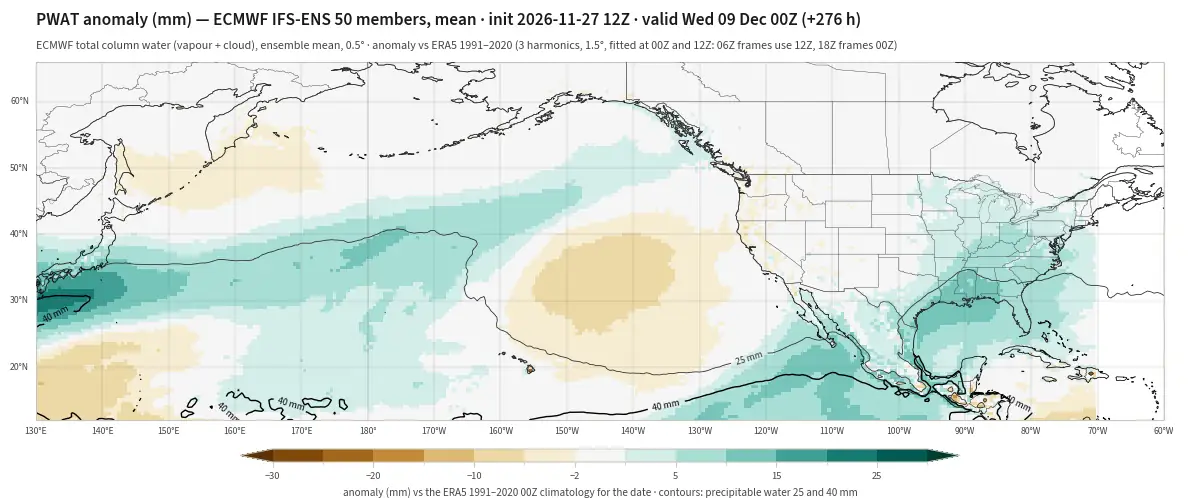 PWAT anomaly (mm) — ECMWF IFS-ENS 50 members, mean · init 2026-11-27 12Z · valid Wed 09 Dec 00Z (+276 h)
ECMWF total column water (vapour + cloud), ensemble mean, 0.5° · anomaly vs ERA5 1991–2020 (3 harmonics, 1.5°, fitted at 00Z and 12Z: 06Z frames use 12Z, 18Z frames 00Z)
60°N
50°N
40°N
30°N
20°N
40 mm
25 mm
40 mm
40 mm
40 mm
40 mm
130°E 140°E 150°E 160°E 170°E 180° 170°W 160°W 150°W 140°W 130°W 120°W 110°W 100°W 90°W 80°W 70°W 60°W
−30 −20 −10 −2 5 15 25
anomaly (mm) vs the ERA5 1991–2020 00Z climatology for the date · contours: precipitable water 25 and 40 mm